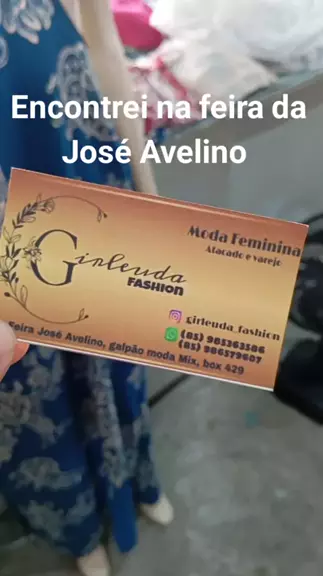 Encontrei na feira da
José Avelino
Girleuda
FASHION
Moda Feminina
Atacado e varejo
girleuda_fashion
(85) 985363586
(85) 986579607
Feira José Avelino, galpão moda Mix, box 429